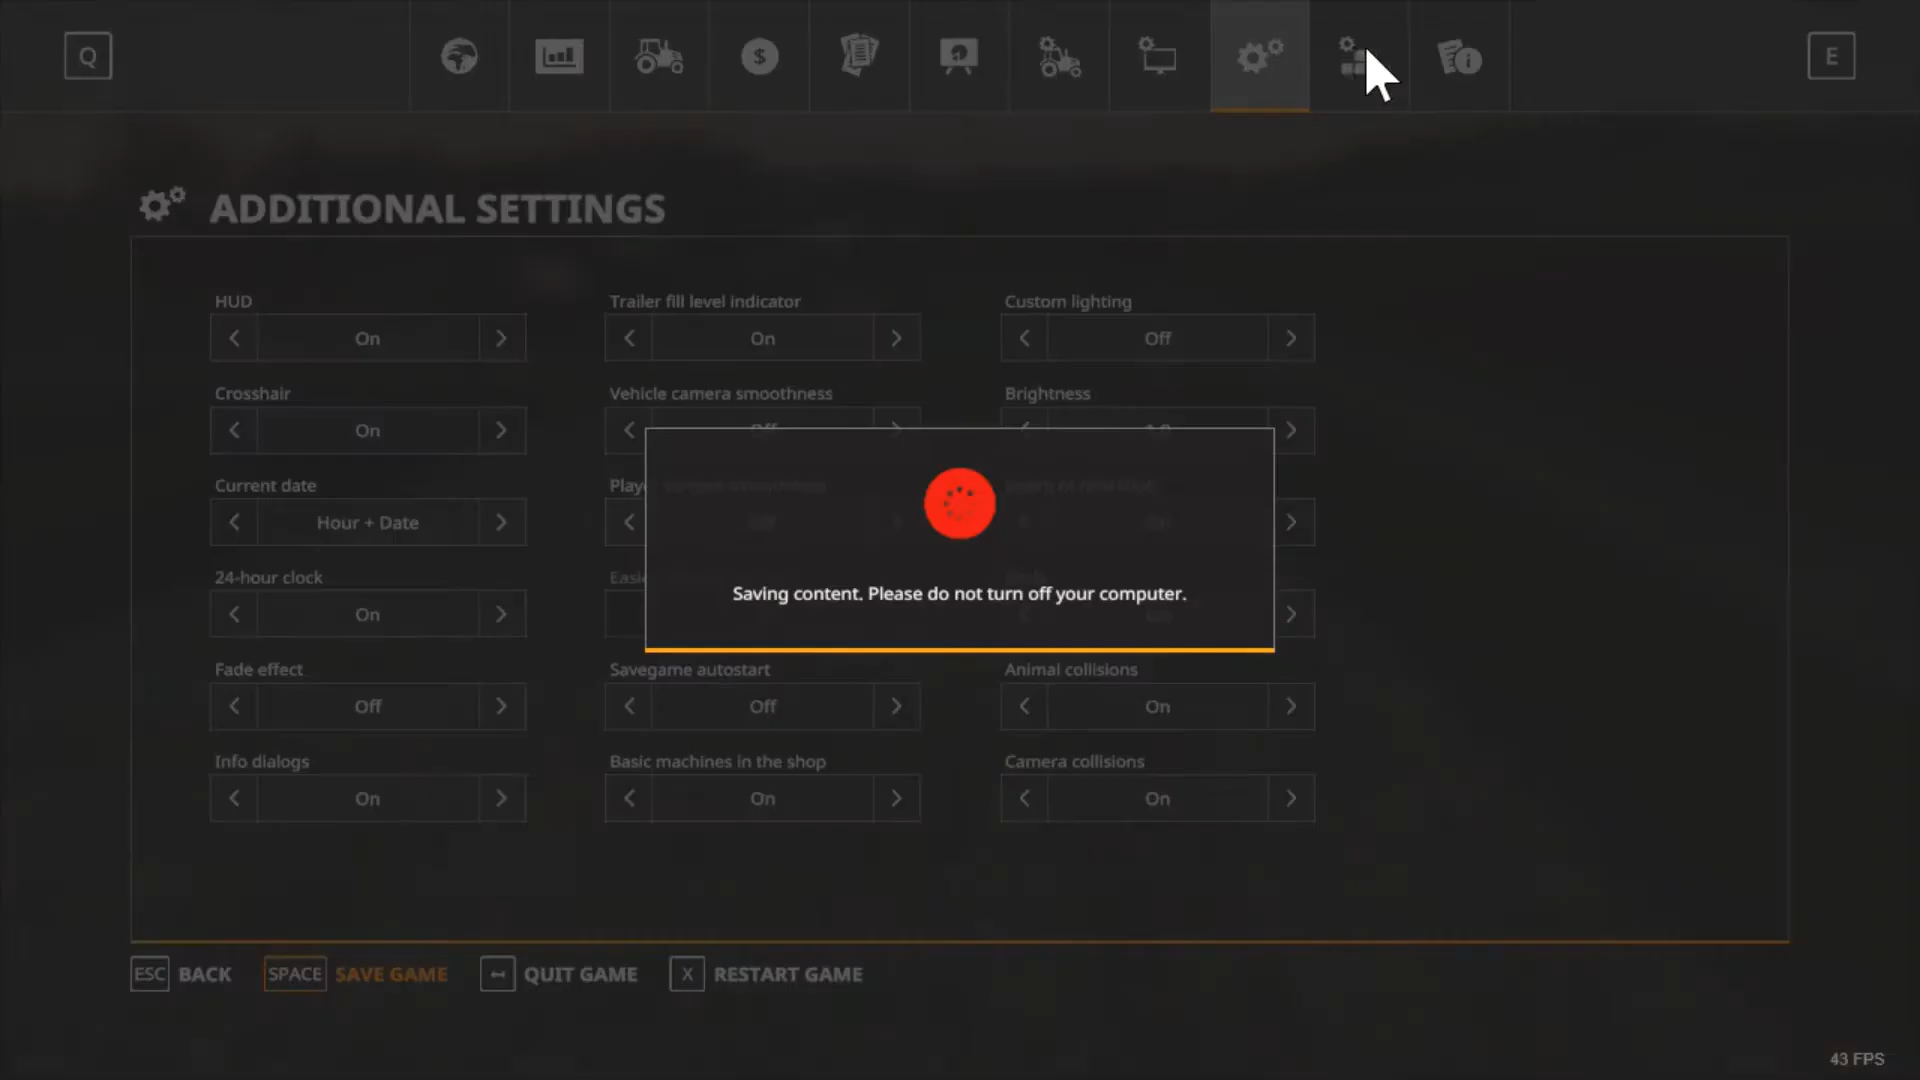 Q
$
E
ADDITIONAL SETTINGS
HUD
Trailer fill level indicator
Custom lighting
On
On
Off
Crosshair
Vehicle camera smoothness
Brightness
On
Off
Current date
Hour + Date
24-hour clock
On
Saving content. Please do not turn off your computer.
Fade effect
Savegame autostart
Animal collisions
Off
Off
On
Info dialogs
Basic machines in the shop
Camera collisions
On
On
On
ESC BACK
SPACE SAVE GAME
QUIT GAME
X RESTART GAME
43 FPS